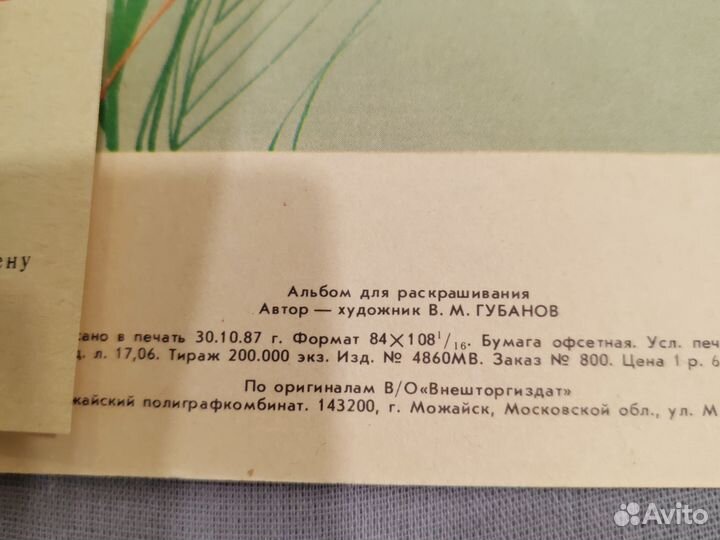 ену
Альбом для раскрашивания
Автор — художник В. М. ГУБАНОВ
сано в печать 30.10.87 г. Формат 84×108¹/₁₆. Бумага офсетная. Усл. печ
д. л. 17,06. Тираж 200.000 экз. Изд. № 4860МВ. Заказ № 800. Цена 1 р. 6
По оригиналам В/О«Внешторгиздат»
жайский полиграфкомбинат. 143200, г. Можайск, Московской обл., ул. М
Avito